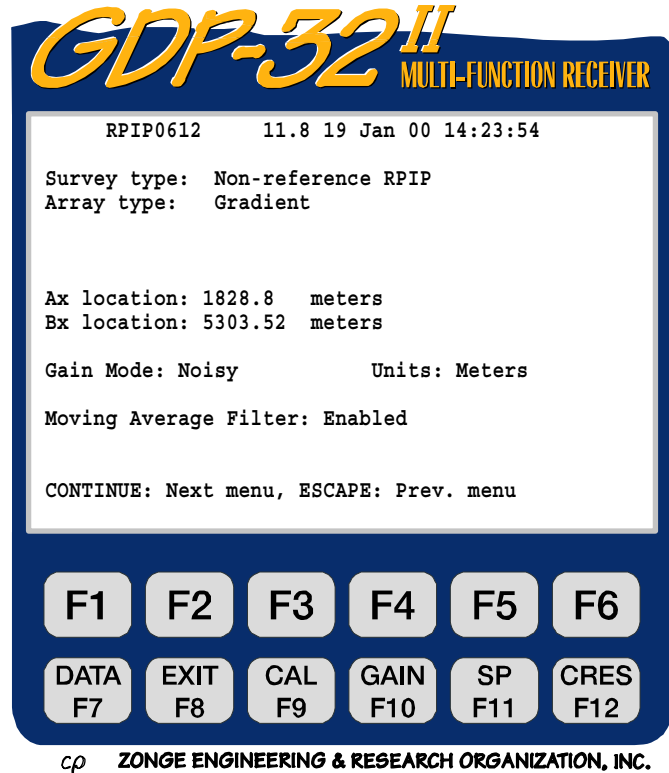 GDP-32 II
MULTI-FUNCTION RECEIVER
RPIP0612 11.8 19 Jan 00 14:23:54
Survey type: Non-reference RPIP
Array type: Gradient
Ax location: 1828.8 meters
Bx location: 5303.52 meters
Gain Mode: Noisy Units: Meters
Moving Average Filter: Enabled
CONTINUE: Next menu, ESCAPE: Prev. menu
F1 F2 F3 F4 F5 F6
DATA EXIT CAL GAIN SP CRES
F7 F8 F9 F10 F11 F12
cp ZONGE ENGINEERING & RESEARCH ORGANIZATION, INC.